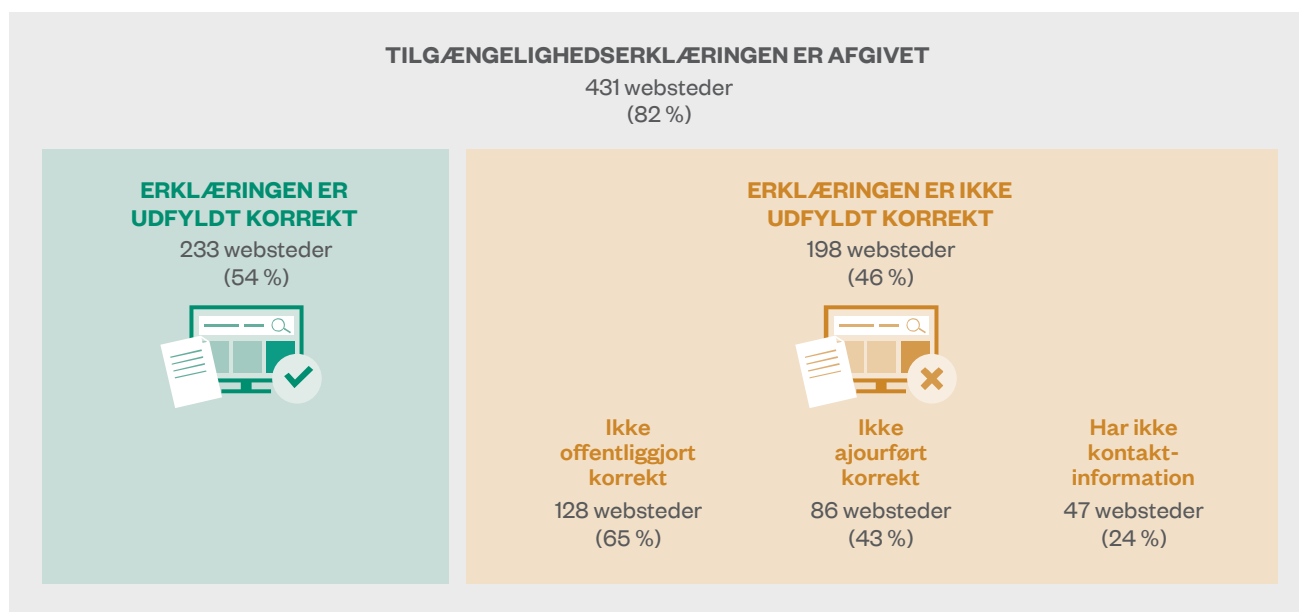 TILGÆNGELIGHEDSERKLÆRINGEN ER AFGIVET
431 websteder
(82 %)
ERKLÆRINGEN ER
UDFYLDT KORREKT
233 websteder
(54 %)
ERKLÆRINGEN ER IKKE
UDFYLDT KORREKT
198 websteder
(46 %)
Ikke
offentliggjort
korrekt
128 websteder
(65 %)
Ikke
ajourført
korrekt
86 websteder
(43 %)
Har ikke
kontakt-
information
47 websteder
(24 %)